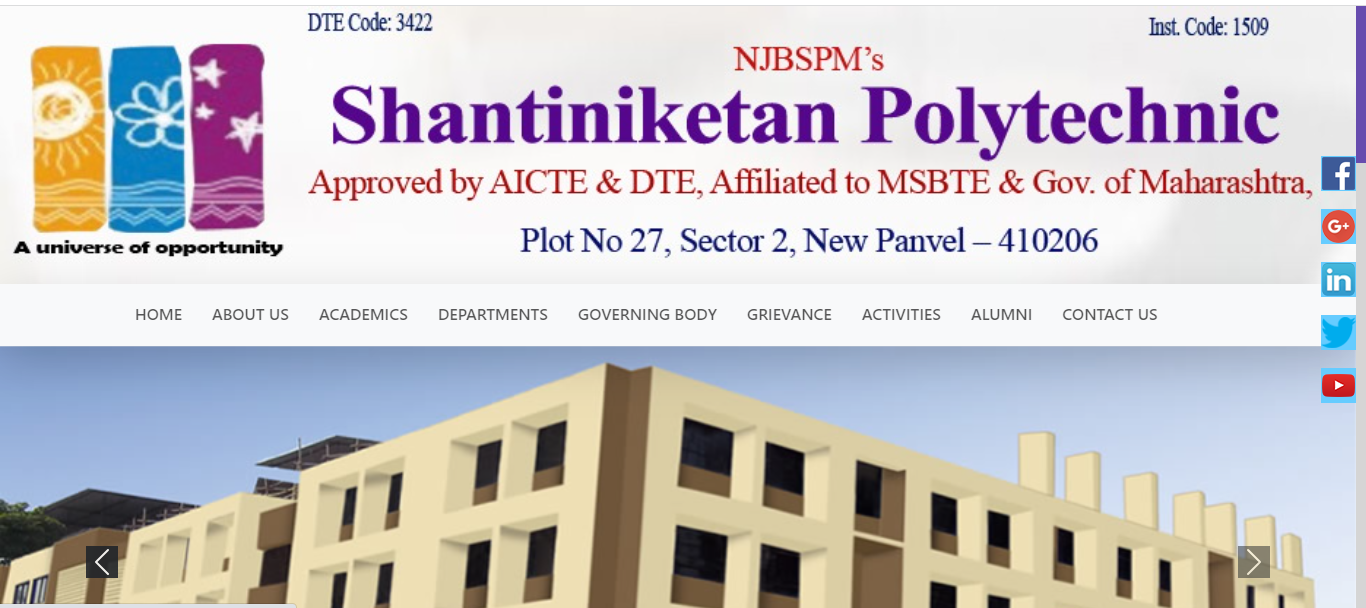 DTE Code: 3422
Inst. Code: 1509
NJBSPM's
Shantiniketan Polytechnic
Approved by AICTE & DTE, Affiliated to MSBTE & Gov. of Maharashtra,
Plot No 27, Sector 2, New Panvel – 410206
A universe of opportunity
HOME ABOUT US ACADEMICS DEPARTMENTS GOVERNING BODY GRIEVANCE ACTIVITIES ALUMNI CONTACT US
f
G+
in